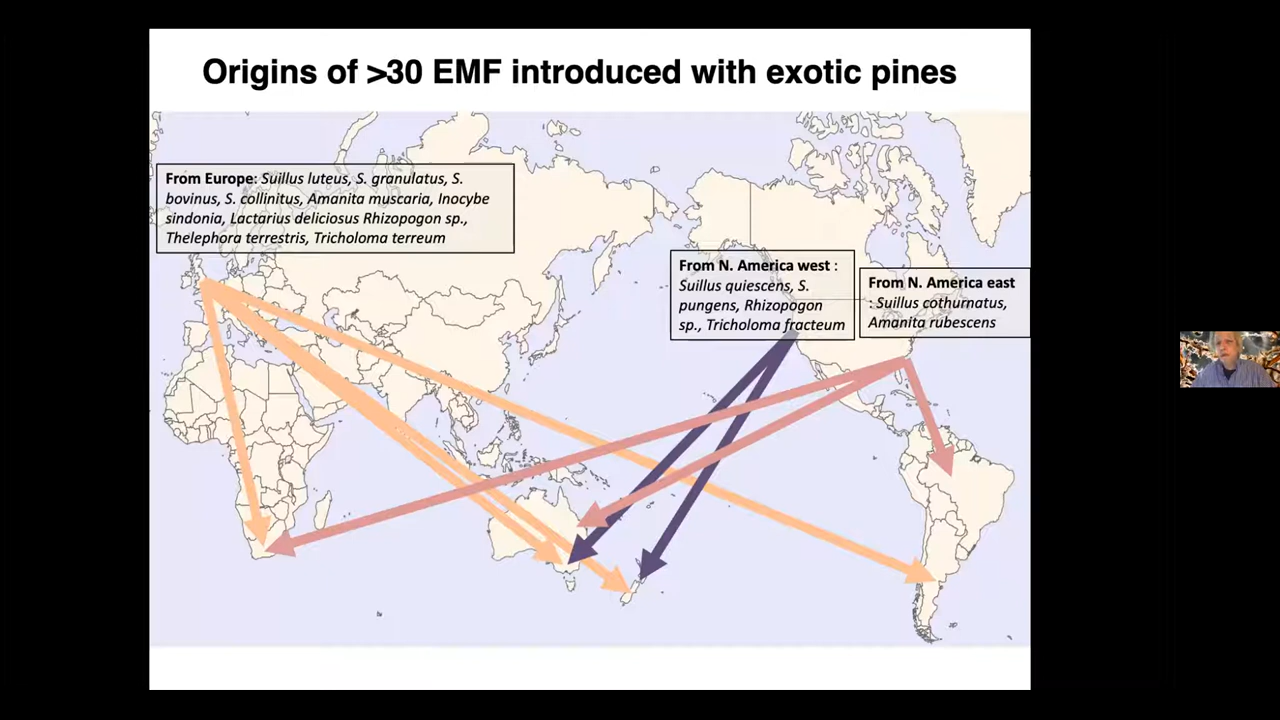 Origins of >30 EMF introduced with exotic pines
From Europe: Suillus luteus, S. granulatus, S.
bovinus, S. collinitus, Amanita muscaria, Inocybe
sindonia, Lactarius deliciosus Rhizopogon sp.,
Thelephora terrestris, Tricholoma terreum
From N. America west :
Suillus quiescens, S.
pungens, Rhizopogon
sp., Tricholoma fracteum
From N. America east
: Suillus cothurnatus,
Amanita rubescens